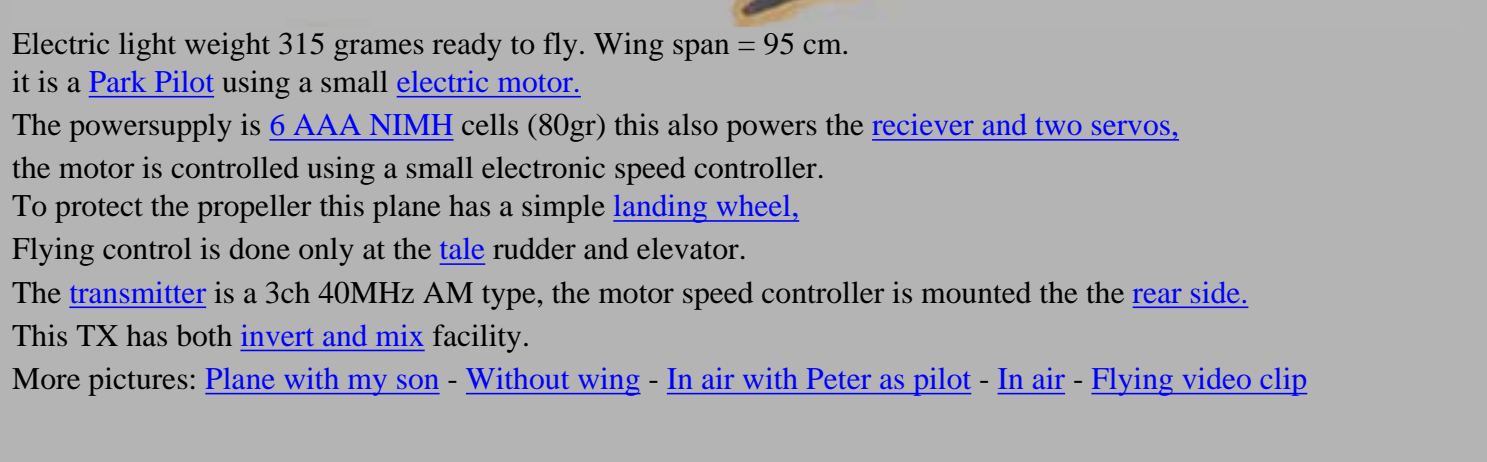 Electric light weight 315 grames ready to fly. Wing span = 95 cm.
it is a Park Pilot using a small electric motor.
The powersupply is 6 AAA NIMH cells (80gr) this also powers the reciever and two servos,
the motor is controlled using a small electronic speed controller.
To protect the propeller this plane has a simple landing wheel,
Flying control is done only at the tale rudder and elevator.
The transmitter is a 3ch 40MHz AM type, the motor speed controller is mounted the the rear side.
This TX has both invert and mix facility.
More pictures: Plane with my son - Without wing - In air with Peter as pilot - In air - Flying video clip